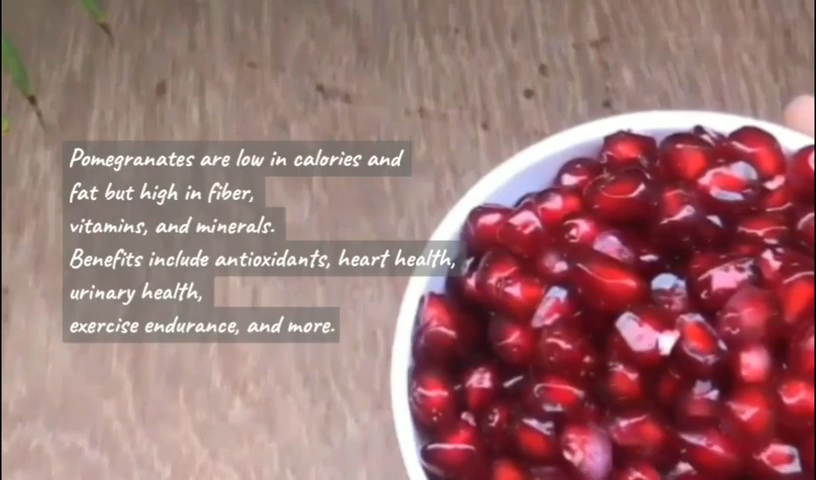 Pomegranates are low in calories and
fat but high in fiber,
vitamins, and minerals.
Benefits include antioxidants, heart health,
urinary health,
exercise endurance, and more.